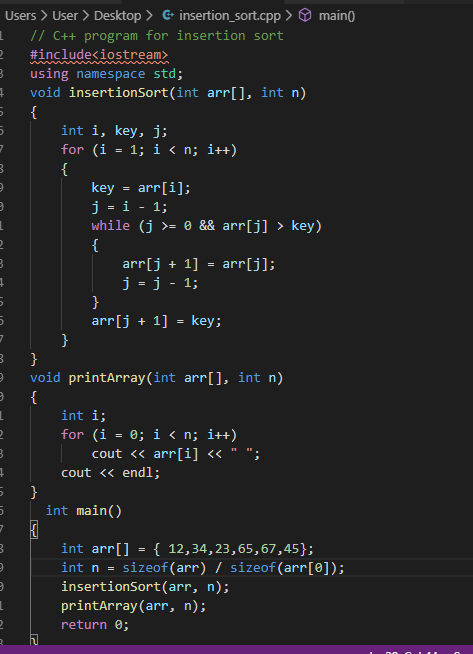 Users > User > Desktop > insertion_sort.cpp > main()
// C++ program for insertion sort
#include<iostream>
using namespace std;
void insertionSort(int arr[], int n)
{
    int i, key, j;
    for (i = 1; i < n; i++)
    {
        key = arr[i];
        j = i - 1;
        while (j >= 0 && arr[j] > key)
        {
            arr[j + 1] = arr[j];
            j = j - 1;
        }
        arr[j + 1] = key;
    }
}
void printArray(int arr[], int n)
{
    int i;
    for (i = 0; i < n; i++)
        cout << arr[i] << " ";
    cout << endl;
}
  int main()
{
    int arr[] = { 12,34,23,65,67,45};
    int n = sizeof(arr) / sizeof(arr[0]);
    insertionSort(arr, n);
    printArray(arr, n);
    return 0;
}